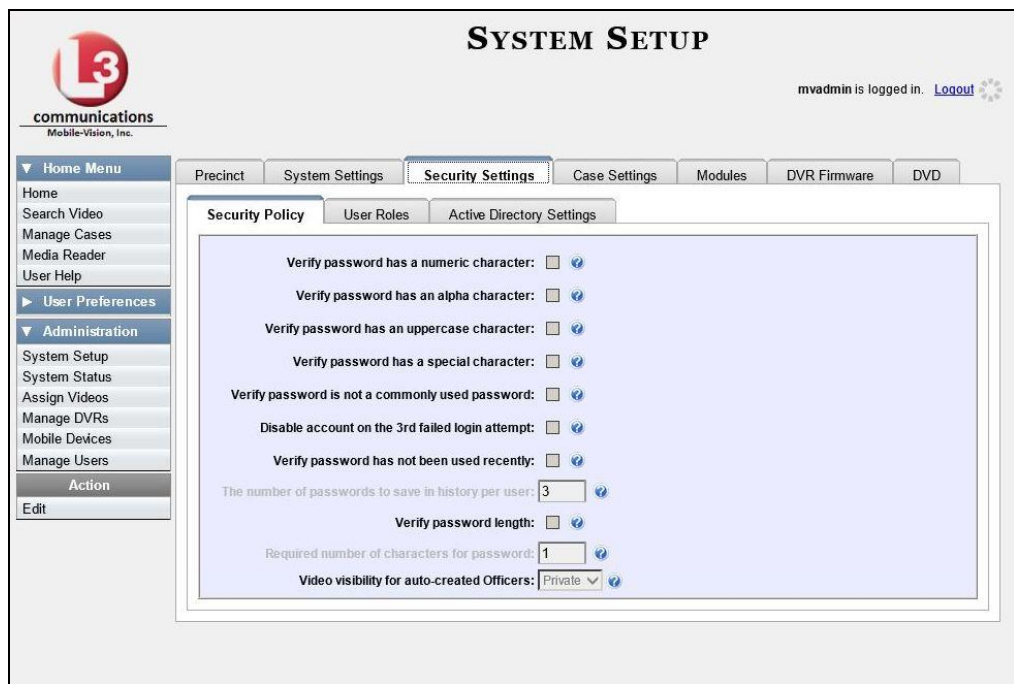 SYSTEM SETUP
L3
communications
Mobile-Vision, Inc.
mvadmin is logged in. Logout
Home Menu
Home
Search Video
Manage Cases
Media Reader
User Help
User Preferences
Administration
System Setup
System Status
Assign Videos
Manage DVRs
Mobile Devices
Manage Users
Action
Edit
Precinct System Settings Security Settings Case Settings Modules DVR Firmware DVD
Security Policy User Roles Active Directory Settings
Verify password has a numeric character: ?
Verify password has an alpha character: ?
Verify password has an uppercase character: ?
Verify password has a special character: ?
Verify password is not a commonly used password: ?
Disable account on the 3rd failed login attempt: ?
Verify password has not been used recently: ?
The number of passwords to save in history per user: 3 ?
Verify password length: ?
Required number of characters for password: 1 ?
Video visibility for auto-created Officers: Private ?